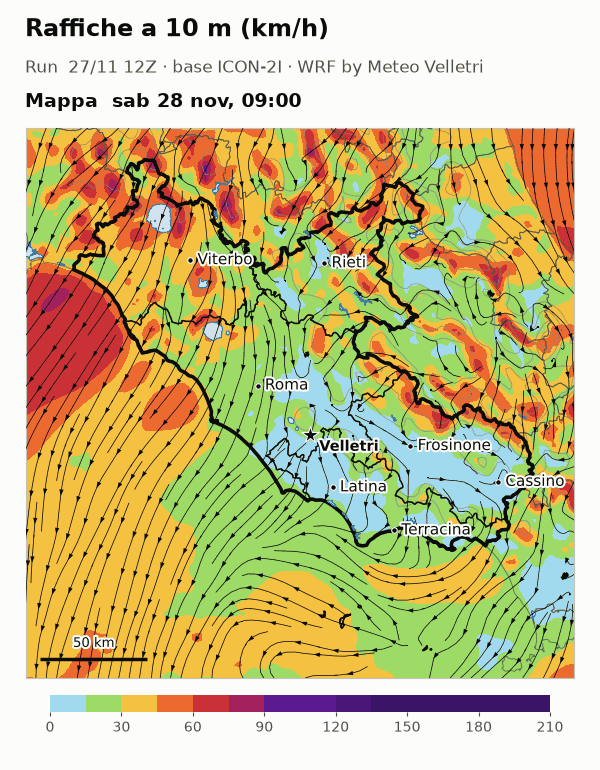 Raffiche a 10 m (km/h)
Run  27/11 12Z · base ICON-2I · WRF by Meteo Velletri
Mappa  sab 28 nov, 09:00
Viterbo
Rieti
Roma
Velletri
Frosinone
Latina
Cassino
Terracina
50 km
0 30 60 90 120 150 180 210